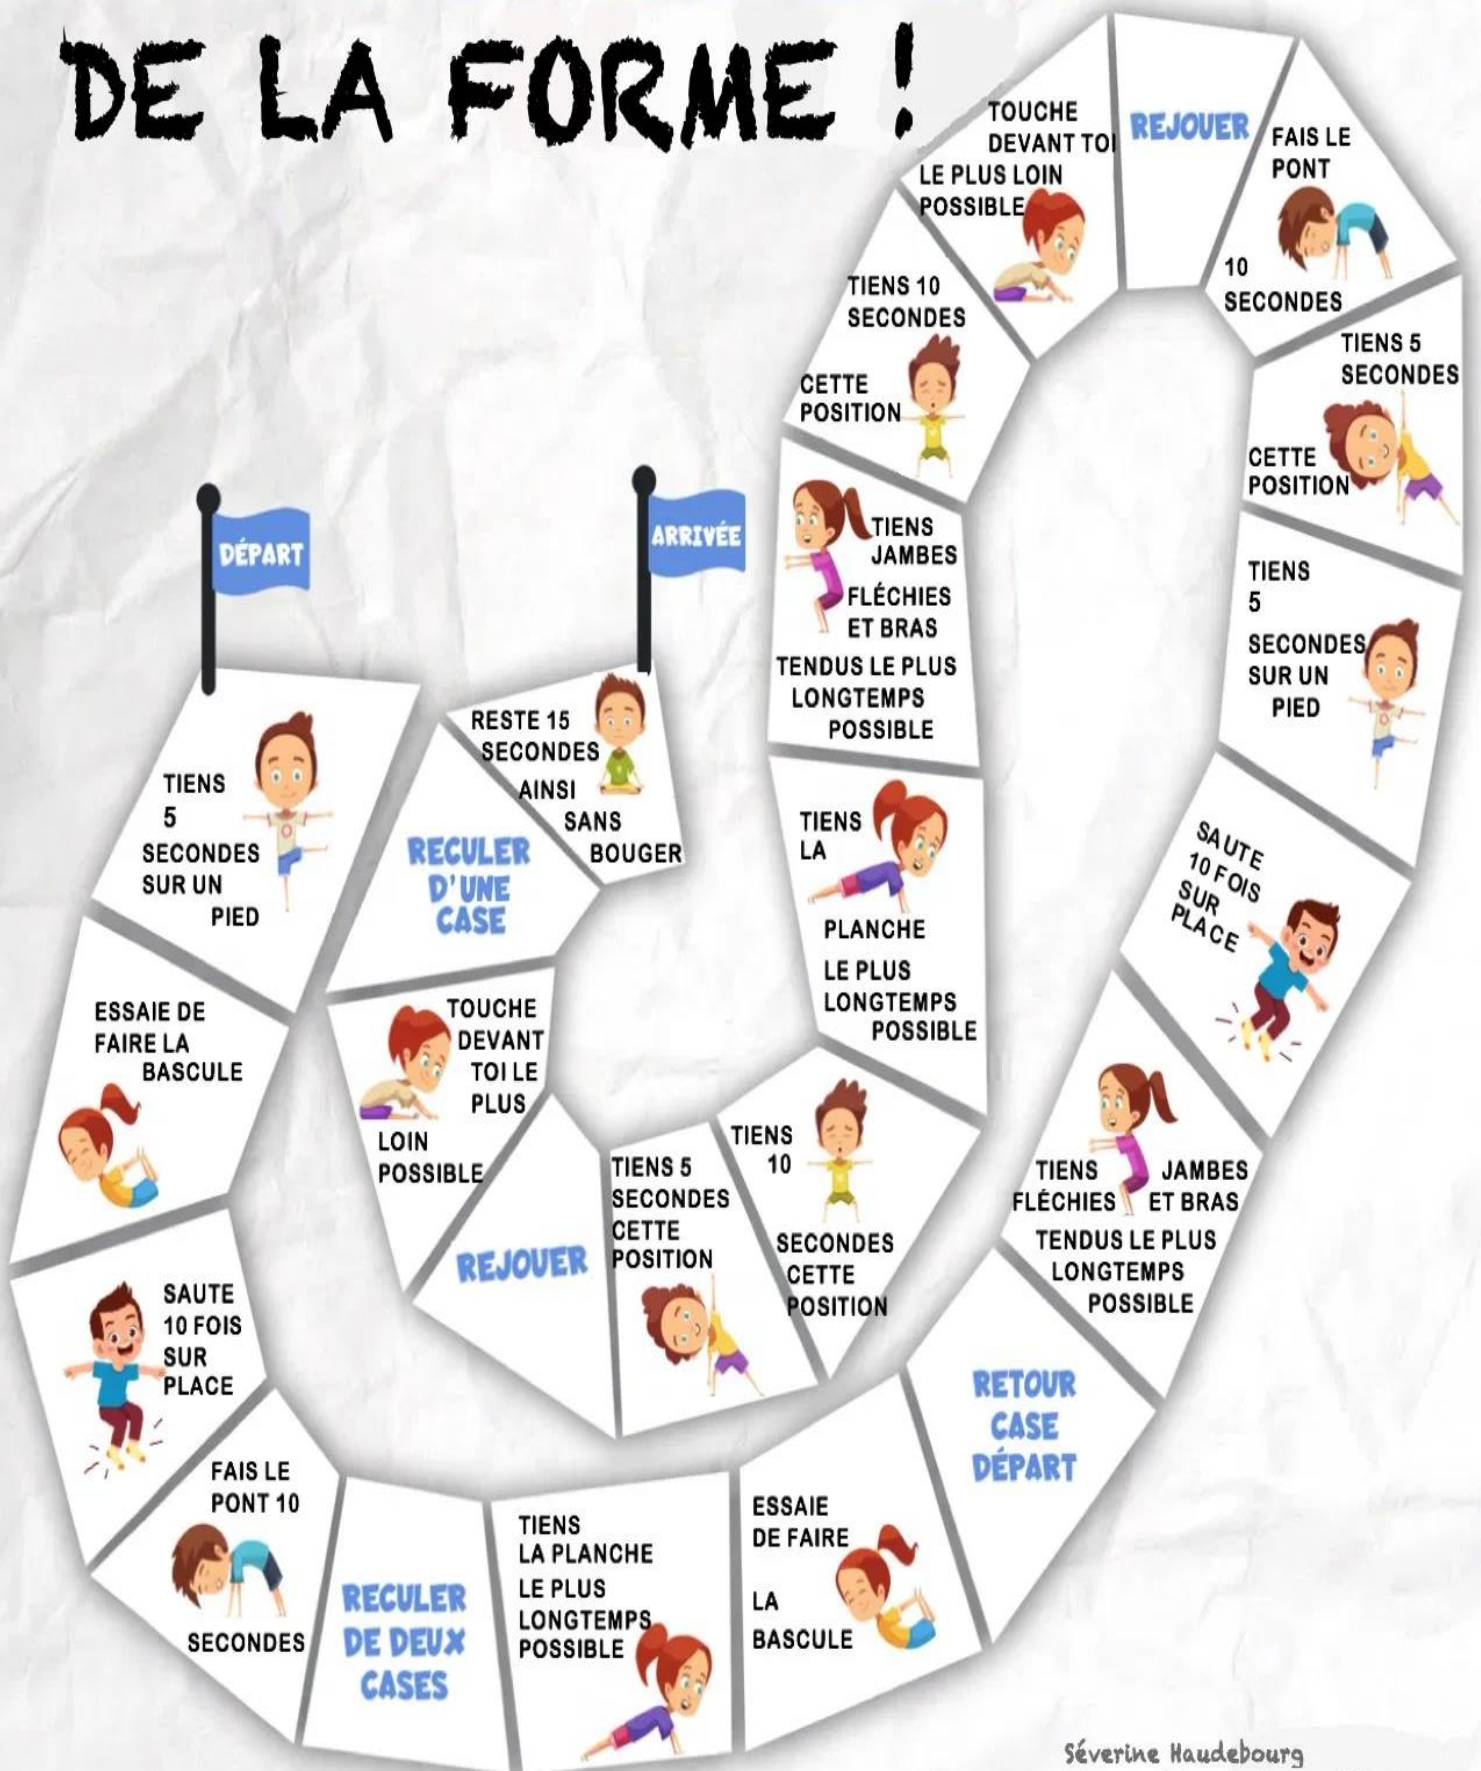 DE LA FORME !
DÉPART
TIENS
5
SECONDES
SUR UN
PIED
ESSAIE DE
FAIRE LA
BASCULE
SAUTE
10 FOIS
SUR
PLACE
FAIS LE
PONT 10
SECONDES
RECULER
DE DEUX
CASES
TIENS
LA PLANCHE
LE PLUS
LONGTEMPS
POSSIBLE
ESSAIE
DE FAIRE
LA
BASCULE
RETOUR
CASE
DÉPART
TIENS JAMBES
FLÉCHIES ET BRAS
TENDUS LE PLUS
LONGTEMPS
POSSIBLE
SAUTE
10 FOIS
SUR
PLACE
TIENS
5
SECONDES
SUR UN
PIED
TIENS 5
SECONDES
CETTE
POSITION
FAIS LE
PONT
10
SECONDES
REJOUER
TOUCHE
DEVANT TOI
LE PLUS LOIN
POSSIBLE
TIENS 10
SECONDES
CETTE
POSITION
TIENS
JAMBES
FLÉCHIES
ET BRAS
TENDUS LE PLUS
LONGTEMPS
POSSIBLE
TIENS
LA
PLANCHE
LE PLUS
LONGTEMPS
POSSIBLE
TIENS
10
SECONDES
CETTE
POSITION
TIENS 5
SECONDES
CETTE
POSITION
REJOUER
TOUCHE
DEVANT
TOI LE
PLUS
LOIN
POSSIBLE
RECULER
D'UNE
CASE
RESTE 15
SECONDES
AINSI
SANS
BOUGER
ARRIVÉE
Séverine Haudebourg